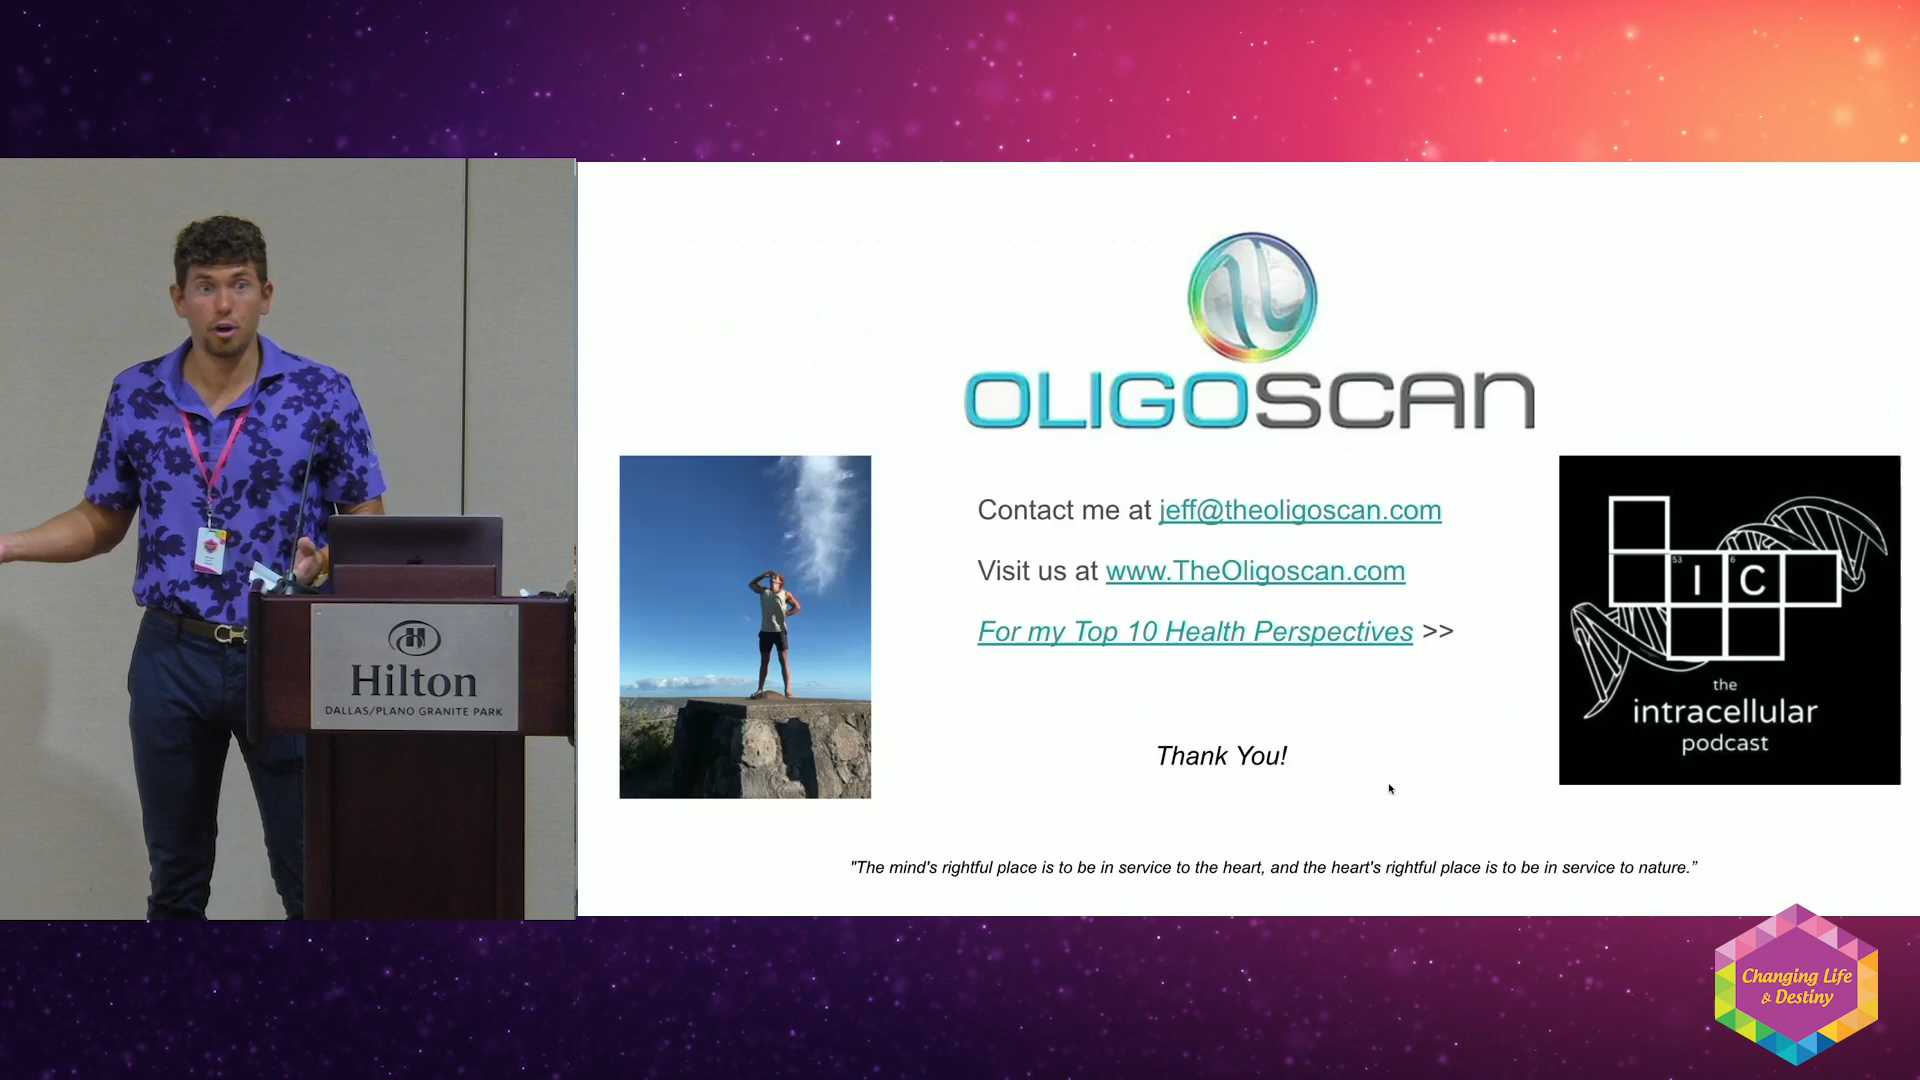 OLIGOSCAN
Contact me at jeff@theoligoscan.com
Visit us at www.TheOligoscan.com
For my Top 10 Health Perspectives >>
Thank You!
"The mind's rightful place is to be in service to the heart, and the heart's rightful place is to be in service to nature.”
53
I
6
C
the
intracellular
podcast
H
Hilton
DALLAS/PLANO GRANITE PARK
Changing Life
& Destiny